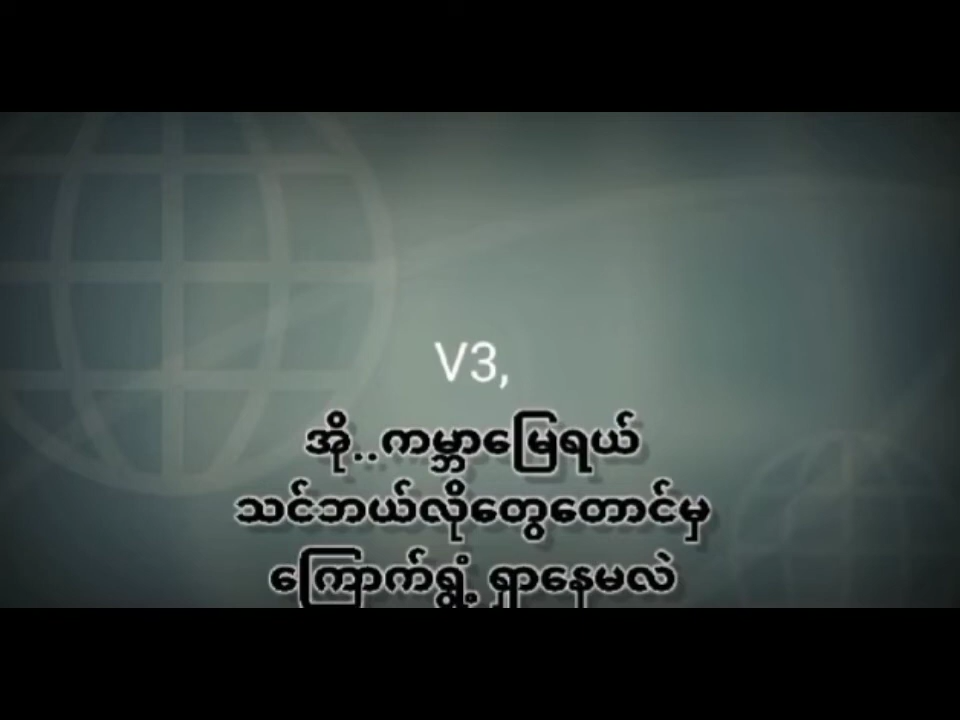 V3,
အို..ကမ္ဘာမြေရယ်
သင်ဘယ်လိုတွေတောင်မှ
ကြောက်ရွံ့ ရှာနေမလဲ